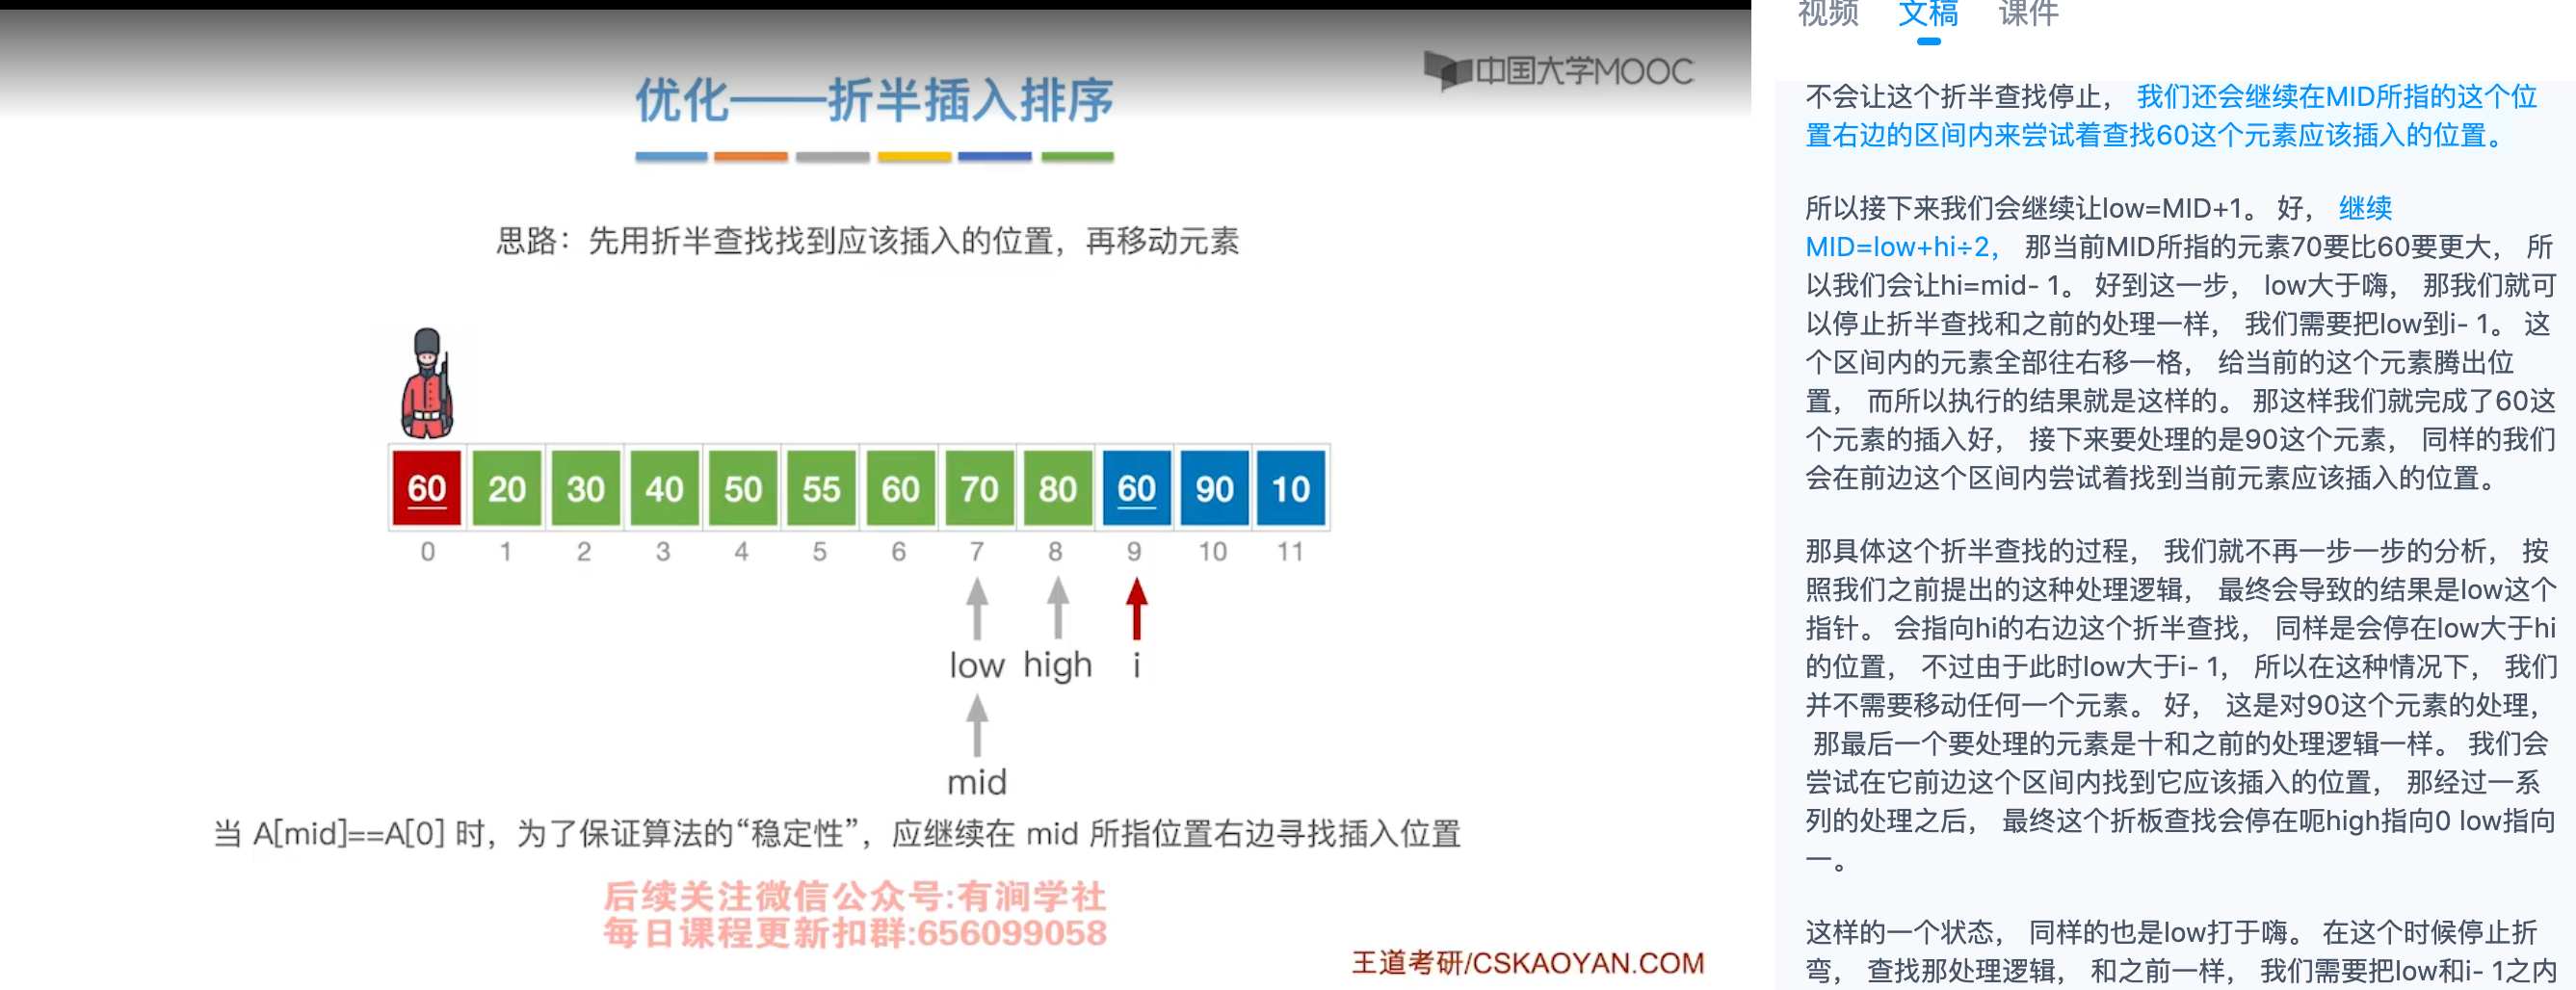 中国大学MOOC
优化——折半插入排序
思路：先用折半查找找到应该插入的位置，再移动元素
60 20 30 40 50 55 60 70 80 60 90 10
0 1 2 3 4 5 6 7 8 9 10 11
low high i
mid
当 A[mid]==A[0] 时，为了保证算法的“稳定性”，应继续在 mid 所指位置右边寻找插入位置
后续关注微信公众号:有涧学社
每日课程更新扣群:656099058
王道考研/CSKAOYAN.COM
视频 文稿 课件
不会让这个折半查找停止， 我们还会继续在MID所指的这个位
置右边的区间内来尝试着查找60这个元素应该插入的位置。
所以接下来我们会继续让low=MID+1。 好， 继续
MID=low+hi÷2， 那当前MID所指的元素70要比60要更大， 所
以我们会让hi=mid- 1。 好到这一步， low大于嗨， 那我们就可
以停止折半查找和之前的处理一样， 我们需要把low到i- 1。 这
个区间内的元素全部往右移一格， 给当前的这个元素腾出位
置， 而所以执行的结果就是这样的。 那这样我们就完成了60这
个元素的插入好， 接下来要处理的是90这个元素， 同样的我们
会在前边这个区间内尝试着找到当前元素应该插入的位置。
那具体这个折半查找的过程， 我们就不再一步一步的分析， 按
照我们之前提出的这种处理逻辑， 最终会导致的结果是low这个
指针。 会指向hi的右边这个折半查找， 同样是会停在low大于hi
的位置， 不过由于此时low大于i- 1， 所以在这种情况下， 我们
并不需要移动任何一个元素。 好， 这是对90这个元素的处理，
那最后一个要处理的元素是十和之前的处理逻辑一样。 我们会
尝试在它前边这个区间内找到它应该插入的位置， 那经过一系
列的处理之后， 最终这个折板查找会停在呃high指向0 low指向
一。
这样的一个状态， 同样的也是low打于嗨。 在这个时候停止折
弯， 查找那处理逻辑， 和之前一样， 我们需要把low和i- 1之内